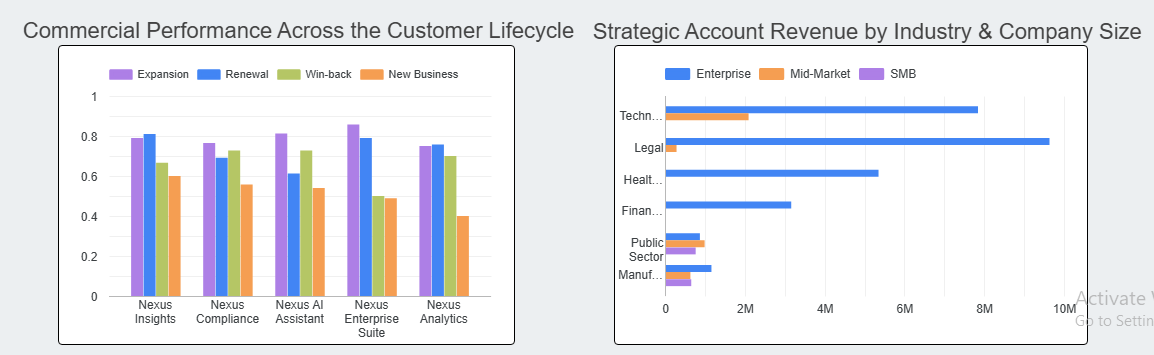 Commercial Performance Across the Customer Lifecycle
Expansion Renewal Win-back New Business
1
0.8
0.6
0.4
0.2
0
Nexus Insights
Nexus Compliance
Nexus AI Assistant
Nexus Enterprise Suite
Nexus Analytics
Strategic Account Revenue by Industry & Company Size
Enterprise Mid-Market SMB
Techn...
Legal
Healt...
Finan...
Public
Sector
Manuf...
0 2M 4M 6M 8M 10M
Activate
Go to Settin